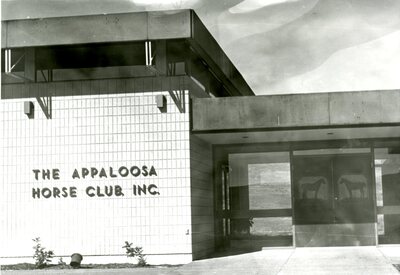 THE APPALOOSA
HORSE CLUB, INC.